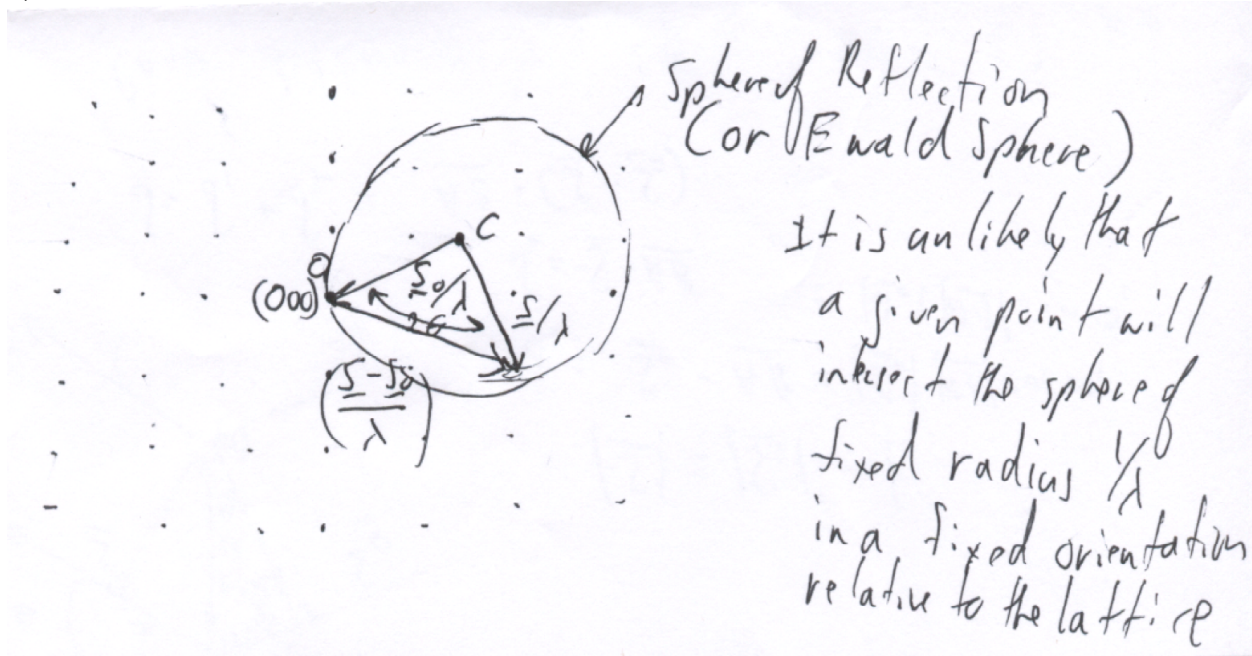 Sphere of Reflection
(or Ewald Sphere)
C
O
(000)
S0/λ
2θ
S/λ
(S - S0
λ)
It is unlikely that
a given point will
intersect the sphere of
fixed radius 1/λ
in a fixed orientation
relative to the lattice